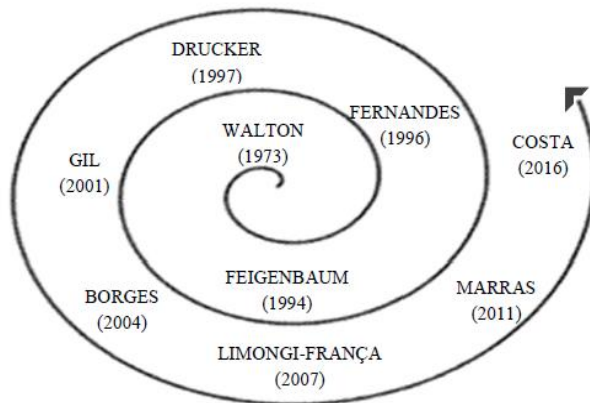 DRUCKER
(1997)
FERNANDES
(1996)
WALTON
(1973)
COSTA
(2016)
GIL
(2001)
FEIGENBAUM
(1994)
BORGES
(2004)
MARRAS
(2011)
LIMONGI-FRANÇA
(2007)